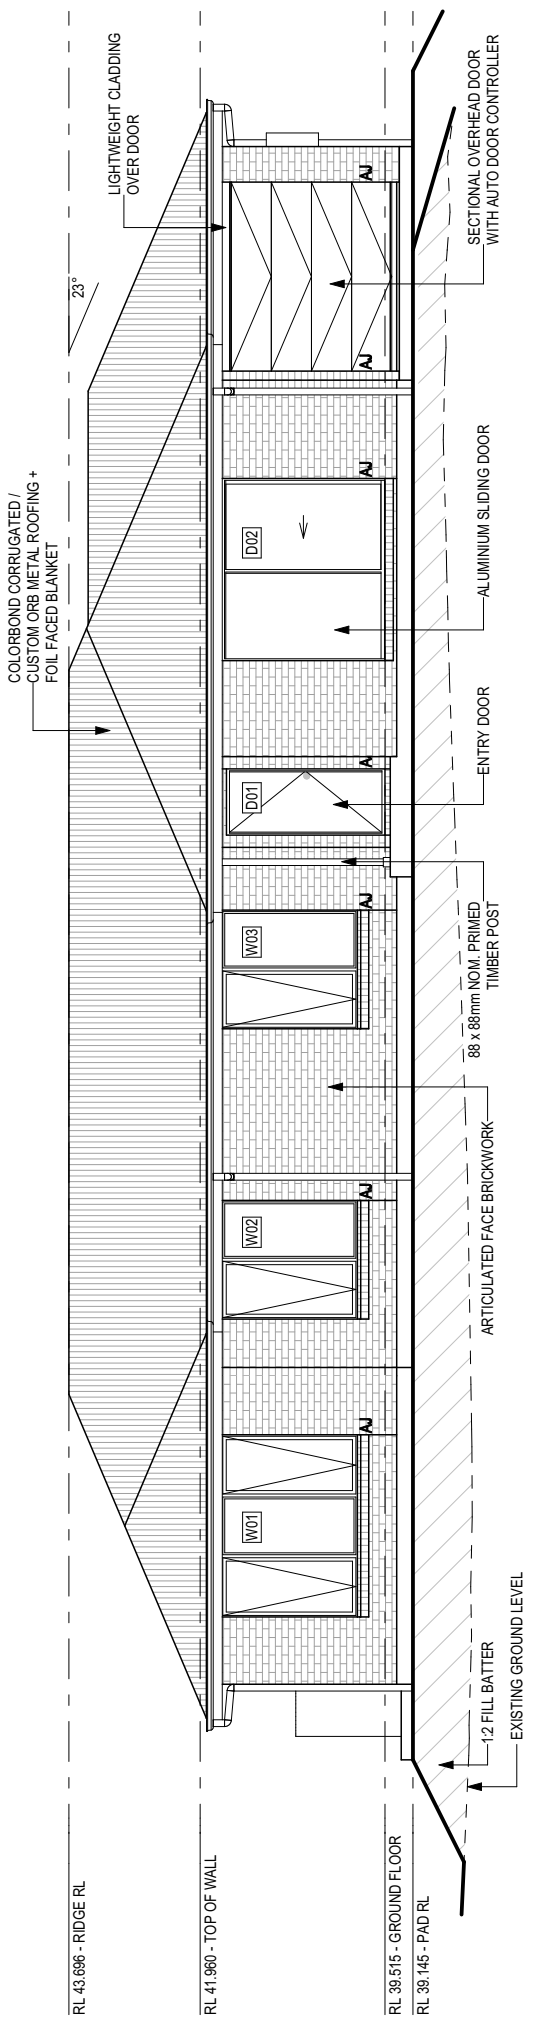 COLORBOND CORRUGATED /
CUSTOM ORB METAL ROOFING +
FOIL FACED BLANKET
23°
LIGHTWEIGHT CLADDING
OVER DOOR
RL 43.696 - RIDGE RL
RL 41.960 - TOP OF WALL
RL 39.515 - GROUND FLOOR
RL 39.145 - PAD RL
W01
AJ
W02
AJ
W03
AJ
D01
A
D02
AJ
AJ
AJ
1:2 FILL BATTER
EXISTING GROUND LEVEL
ARTICULATED FACE BRICKWORK
88 x 88mm NOM. PRIMED
TIMBER POST
ENTRY DOOR
ALUMINIUM SLIDING DOOR
SECTIONAL OVERHEAD DOOR
WITH AUTO DOOR CONTROLLER